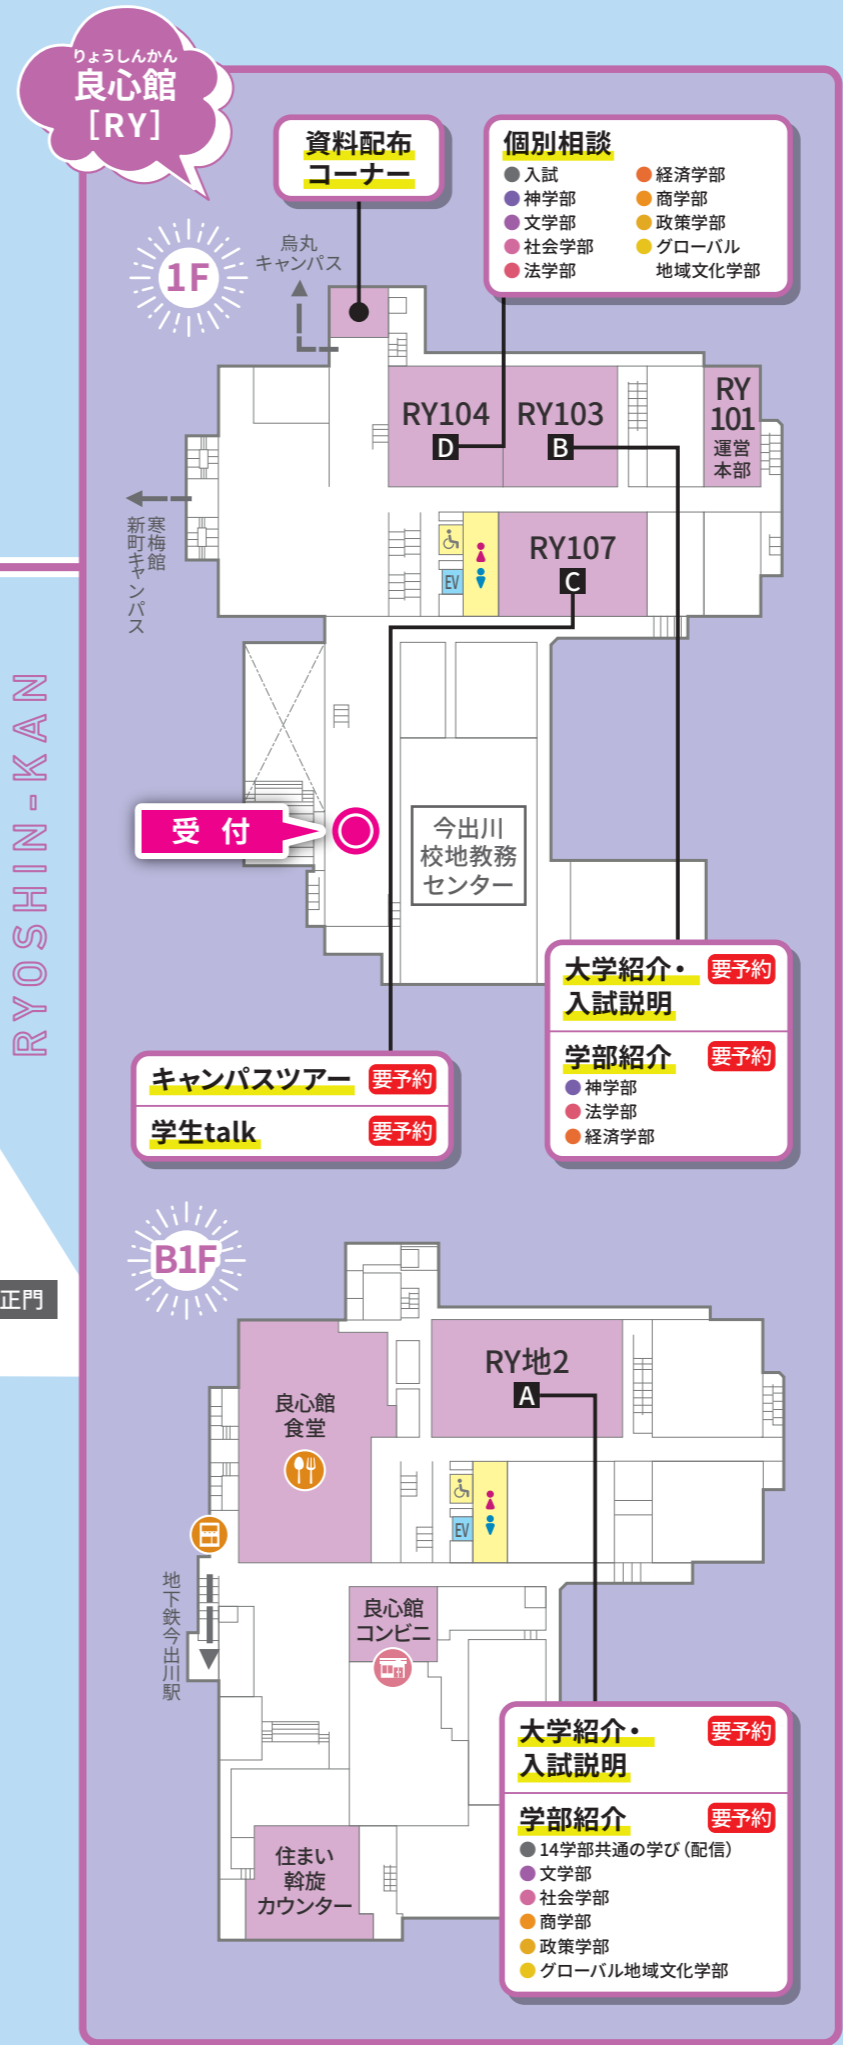 りょうしんかん
良心館
［RY］
資料配布
コーナー
個別相談
入試
神学部
文学部
社会学部
法学部
経済学部
商学部
政策学部
グローバル
地域文化学部
1F
烏丸
キャンパス
RY104
D
RY103
B
RY
101
運営
本部
寒梅館
新町キャンパス
EV
RY107
C
RYOSHIN-KAN
受付
今出川
校地教務
センター
大学紹介・
入試説明
要予約
学部紹介
要予約
神学部
法学部
経済学部
キャンパスツアー
要予約
学生talk
要予約
B1F
正門
RY地2
A
良心館
食堂
EV
地下鉄今出川駅
良心館
コンビニ
大学紹介・
入試説明
要予約
学部紹介
要予約
14学部共通の学び（配信）
文学部
社会学部
商学部
政策学部
グローバル地域文化学部
住まい
斡旋
カウンター